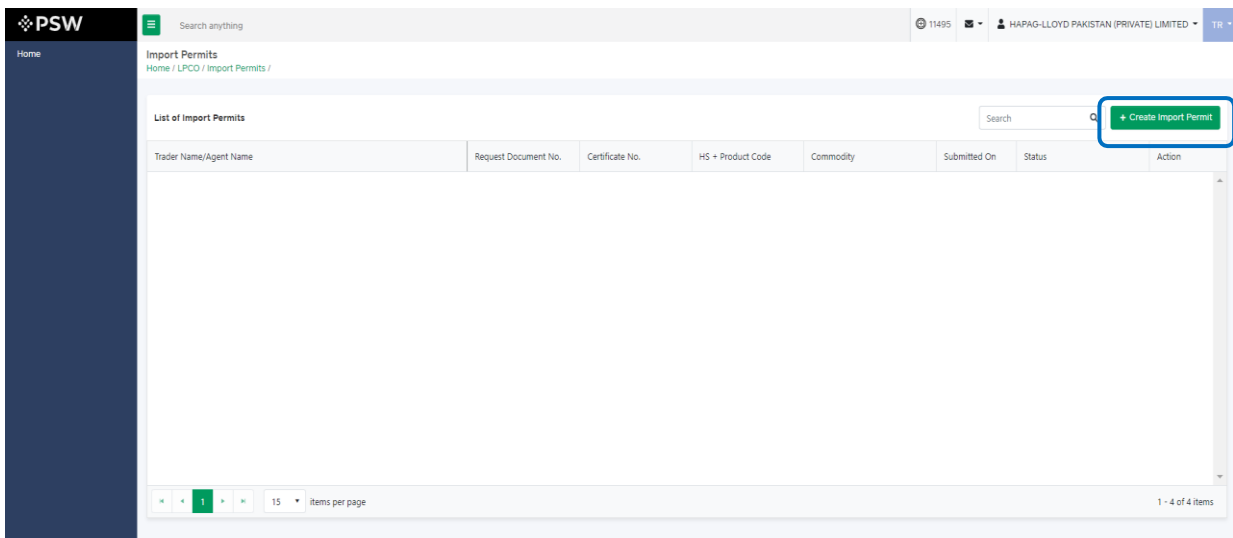 PSW
Search anything
11495
HAPAG-LLOYD PAKISTAN (PRIVATE) LIMITED
TR
Home
Import Permits
Home / LPCO / Import Permits /
List of Import Permits
Search
+ Create Import Permit
Trader Name/Agent Name
Request Document No.
Certificate No.
HS + Product Code
Commodity
Submitted On
Status
Action
1
15
items per page
1 - 4 of 4 items